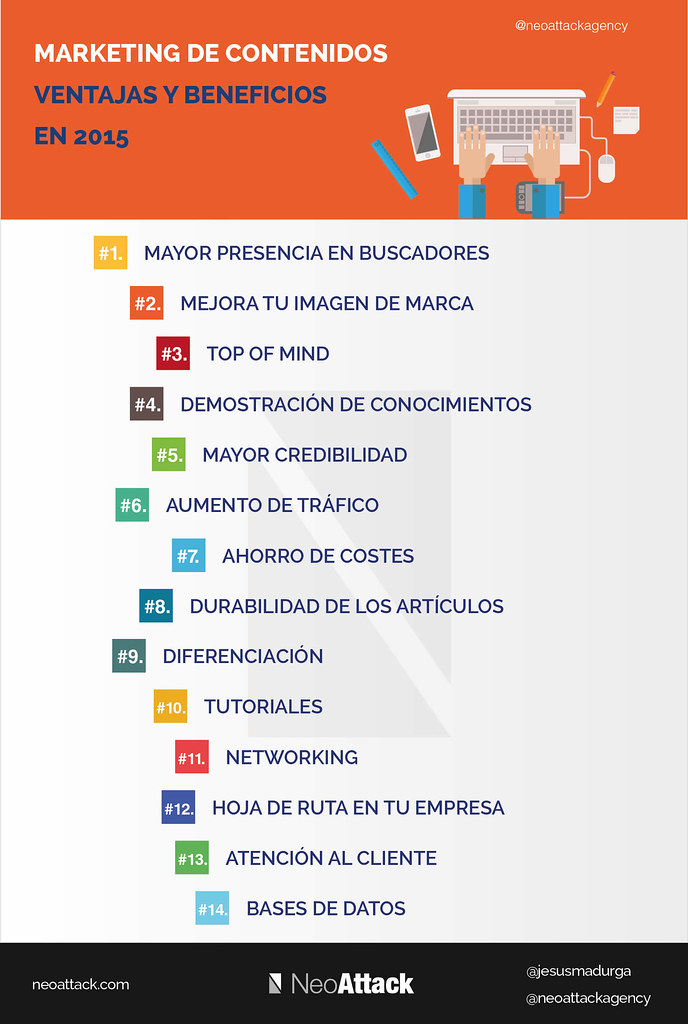 @neoattackagency
MARKETING DE CONTENIDOS
VENTAJAS Y BENEFICIOS
EN 2015
#1. MAYOR PRESENCIA EN BUSCADORES
#2. MEJORA TU IMAGEN DE MARCA
#3. TOP OF MIND
#4. DEMOSTRACIÓN DE CONOCIMIENTOS
#5. MAYOR CREDIBILIDAD
#6. AUMENTO DE TRÁFICO
#7. AHORRO DE COSTES
#8. DURABILIDAD DE LOS ARTÍCULOS
#9. DIFERENCIACIÓN
#10. TUTORIALES
#11. NETWORKING
#12. HOJA DE RUTA EN TU EMPRESA
#13. ATENCIÓN AL CLIENTE
#14. BASES DE DATOS
neoattack.com
NeoAttack
@jesusmadurga
@neoattackagency